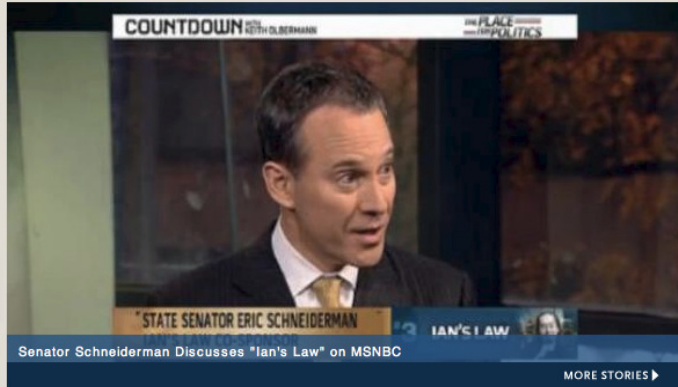 COUNTDOWN WITH KEITH OLBERMANN
THE PLACE FOR POLITICS
STATE SENATOR ERIC SCHNEIDERMAN
IAN'S LAW CO-SPONSOR
#3 IAN'S LAW
Senator Schneiderman Discusses "Ian's Law" on MSNBC
MORE STORIES